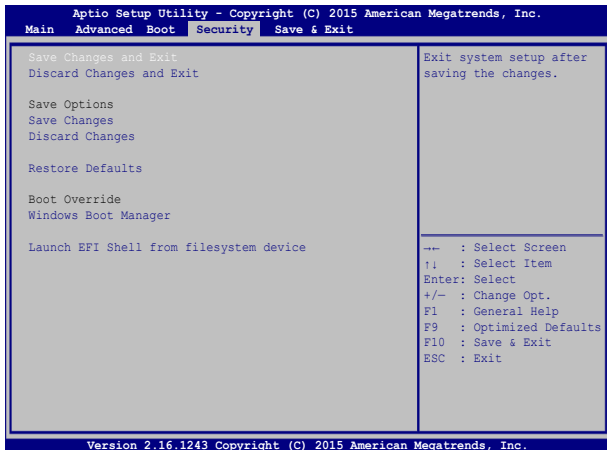 Aptio Setup Utility - Copyright (C) 2015 American Megatrends, Inc.
Main Advanced Boot Security Save & Exit
Save Changes and Exit
Discard Changes and Exit
Save Options
Save Changes
Discard Changes
Restore Defaults
Boot Override
Windows Boot Manager
Launch EFI Shell from filesystem device
Exit system setup after
saving the changes.
→← : Select Screen
↑↓ : Select Item
Enter: Select
+/— : Change Opt.
F1 : General Help
F9 : Optimized Defaults
F10 : Save & Exit
ESC : Exit
Version 2.16.1243 Copyright (C) 2015 American Megatrends, Inc.